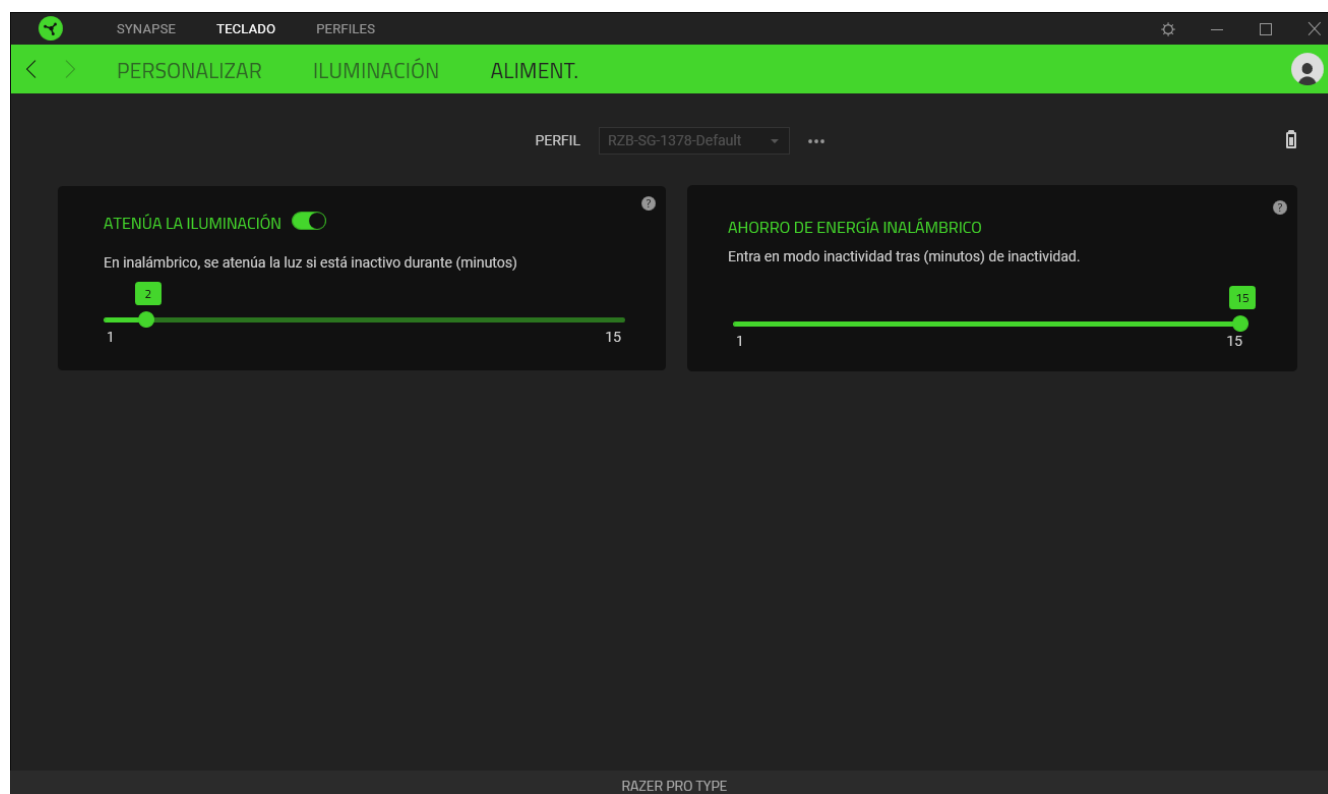 SYNAPSE TECLADO PERFILES
PERSONALIZAR ILUMINACIÓN ALIMENT.
PERFIL RZB-SG-1378-Default ...
ATENÚA LA ILUMINACIÓN
?
En inalámbrico, se atenúa la luz si está inactivo durante (minutos)
2
1 15
AHORRO DE ENERGÍA INALÁMBRICO
?
Entra en modo inactividad tras (minutos) de inactividad.
15
1 15
RAZER PRO TYPE